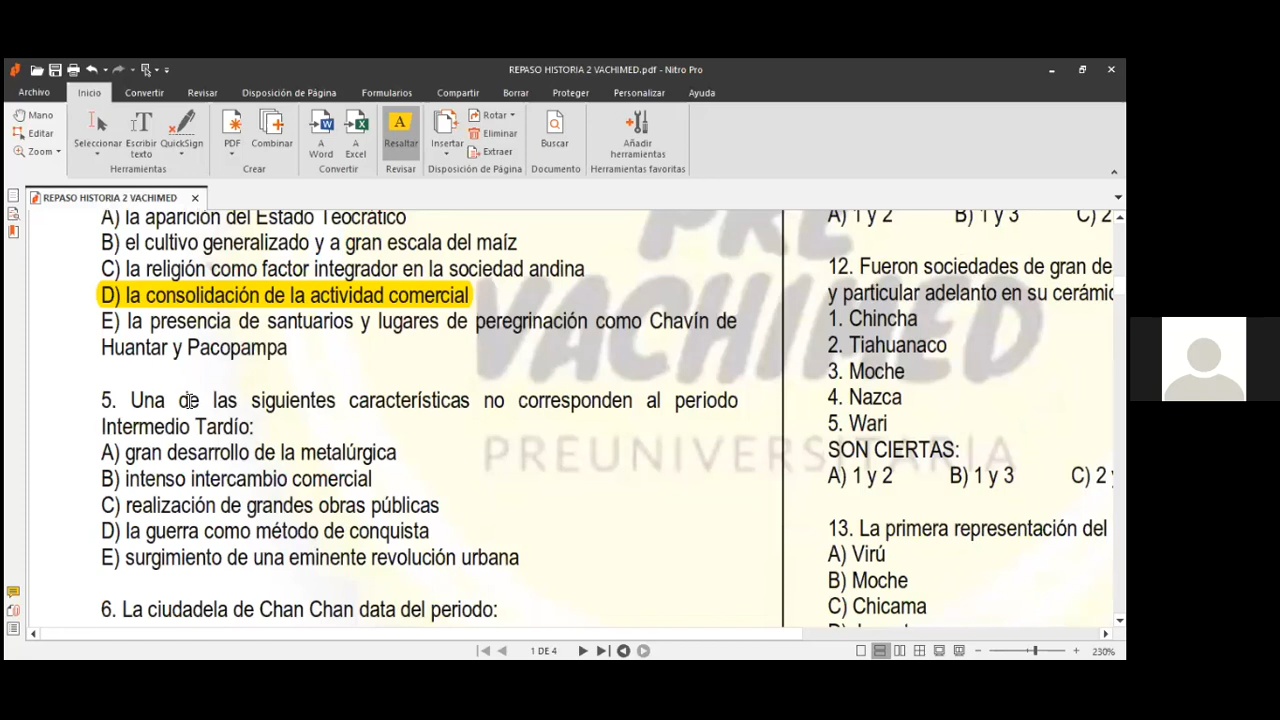 REPASO HISTORIA 2 VACHIMED.pdf - Nitro Pro
Archivo Inicio Convertir Revisar Disposición de Página Formularios Compartir Borrar Proteger Personalizar Ayuda
Mano
Editar
Zoom
Seleccionar
Escribir texto
QuickSign
Herramientas
PDF
Combinar
Crear
A Word
A Excel
Convertir
Resaltar
Revisar
Insertar
Rotar
Eliminar
Extraer
Disposición de Página
Buscar
Documento
Añadir herramientas
Herramientas favoritas
REPASO HISTORIA 2 VACHIMED
A) la aparición del Estado Teocrático
B) el cultivo generalizado y a gran escala del maíz
C) la religión como factor integrador en la sociedad andina
D) la consolidación de la actividad comercial
E) la presencia de santuarios y lugares de peregrinación como Chavín de
Huantar y Pacopampa
5. Una de las siguientes características no corresponden al periodo
Intermedio Tardío:
A) gran desarrollo de la metalúrgica
B) intenso intercambio comercial
C) realización de grandes obras públicas
D) la guerra como método de conquista
E) surgimiento de una eminente revolución urbana
6. La ciudadela de Chan Chan data del periodo:
A) 1 y 2 B) 1 y 3 C) 2
12. Fueron sociedades de gran de
y particular adelanto en su cerámic
1. Chincha
2. Tiahuanaco
3. Moche
4. Nazca
5. Wari
SON CIERTAS:
A) 1 y 2 B) 1 y 3 C) 2 y
13. La primera representación del
A) Virú
B) Moche
C) Chicama
PRE
VACHIMED
PREUNIVERSITARIA
1 DE 4
230%